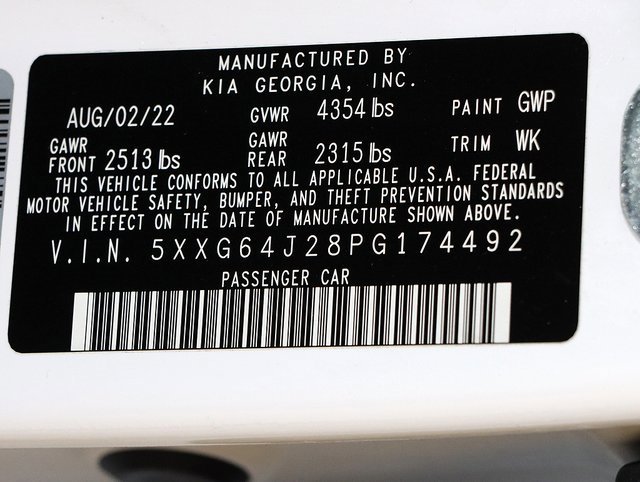 MANUFACTURED BY
KIA GEORGIA, INC.
AUG/02/22 GVWR 4354 lbs PAINT GWP
GAWR FRONT 2513 lbs GAWR REAR 2315 lbs TRIM WK
THIS VEHICLE CONFORMS TO ALL APPLICABLE U.S.A. FEDERAL
MOTOR VEHICLE SAFETY, BUMPER, AND THEFT PREVENTION STANDARDS
IN EFFECT ON THE DATE OF MANUFACTURE SHOWN ABOVE.
V.I.N. 5XXG64J28PG174492
PASSENGER CAR